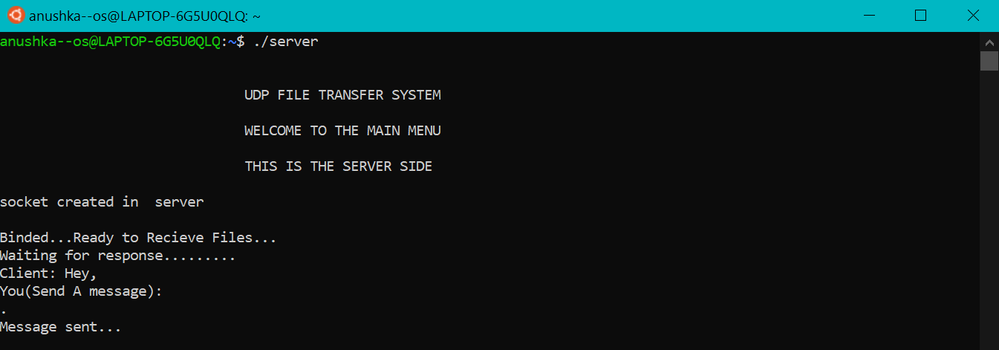 anushka--os@LAPTOP-6G5U0QLQ: ~
anushka--os@LAPTOP-6G5U0QLQ:~$ ./server
UDP FILE TRANSFER SYSTEM
WELCOME TO THE MAIN MENU
THIS IS THE SERVER SIDE
socket created in  server
Binded...Ready to Recieve Files...
Waiting for response.........
Client: Hey,
You(Send A message):
.
Message sent...